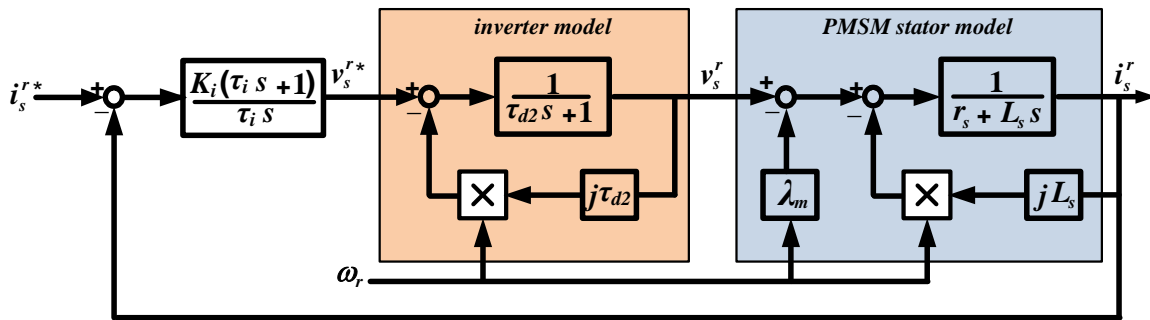 inverter model
PMSM stator model
i_s^{r*}
+
−
K_i(τ_i s +1)
τ_i s
v_s^{r*}
+
−
1
τ_{d2} s +1
v_s^r
+
−
+
−
1
r_s + L_s s
i_s^r
×
jτ_{d2}
λ_m
×
jL_s
ω_r